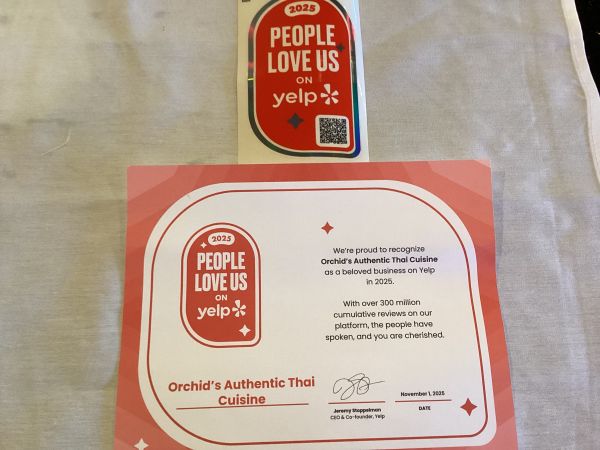 2025
PEOPLE
LOVE US
ON
yelp
2025
PEOPLE
LOVE US
ON
yelp
We're proud to recognize
Orchid's Authentic Thai Cuisine
as a beloved business on Yelp
in 2025.
With over 300 million
cumulative reviews on our
platform, the people have
spoken, and you are cherished.
Orchid's Authentic Thai
Cuisine
Jeremy Stoppelman
CEO & Co-founder, Yelp
November 1, 2025
DATE